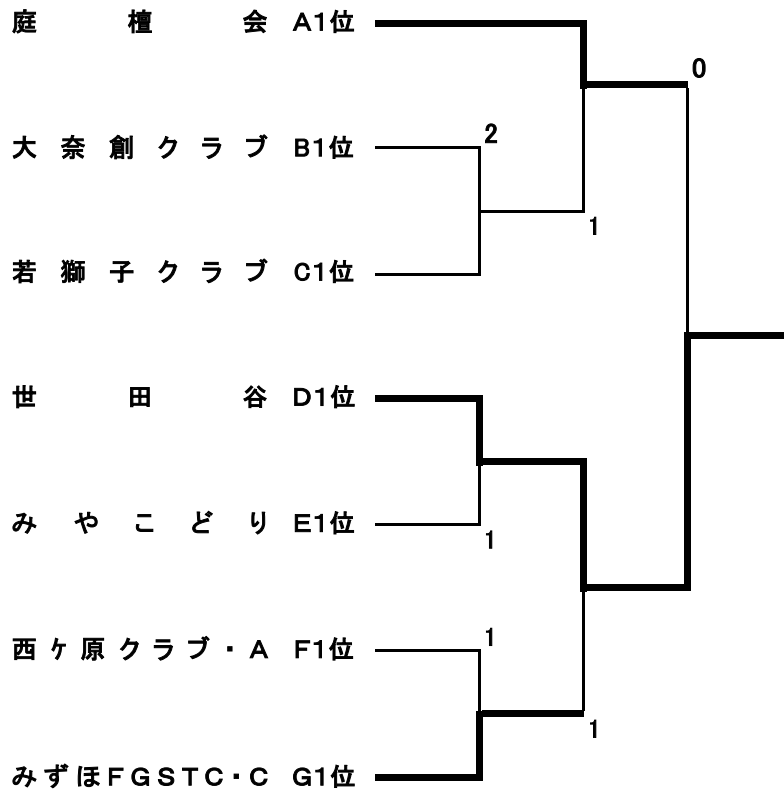 庭檀会 A1位
0
大奈創クラブ B1位
2
1
若獅子クラブ C1位
世田谷 D1位
みやこどり E1位
1
西ケ原クラブ・A F1位
1
1
みずほFGSTC・C G1位